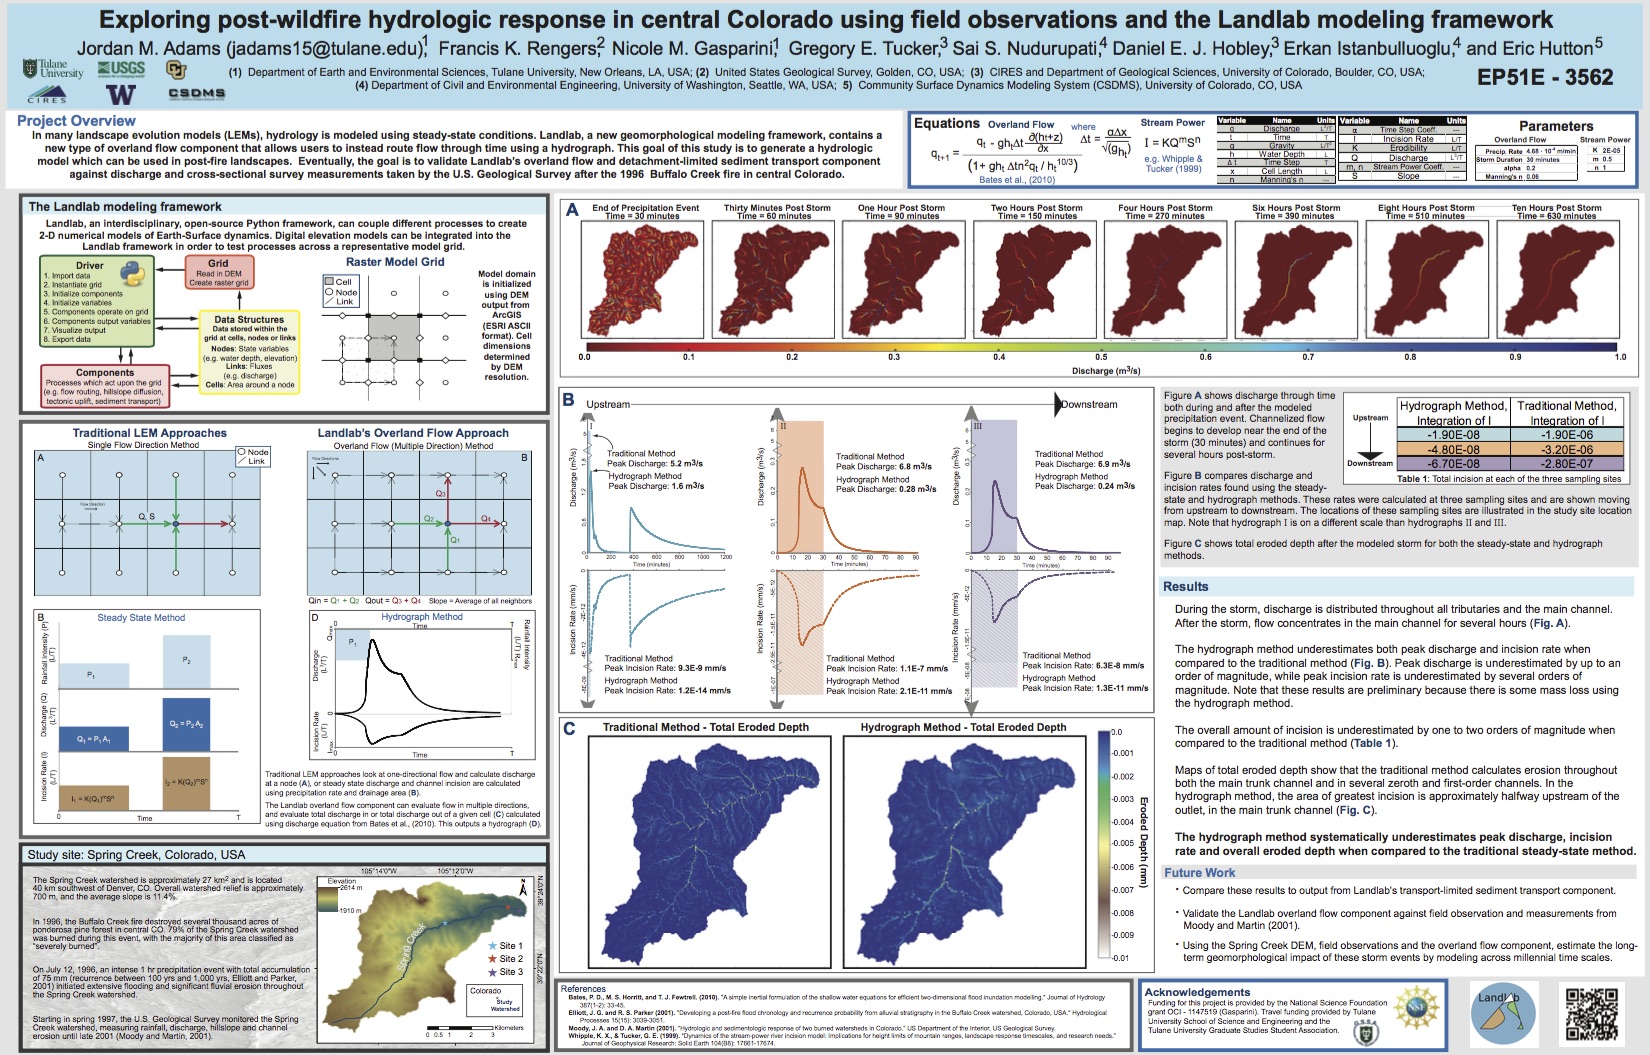 Exploring post-wildfire hydrologic response in central Colorado using field observations and the Landlab modeling framework
Jordan M. Adams (jadams15@tulane.edu),1 Francis K. Rengers,2 Nicole M. Gasparini,1 Gregory E. Tucker,3 Sai S. Nudurupati,4 Daniel E. J. Hobley,3 Erkan Istanbulluoglu,4 and Eric Hutton5
(1) Department of Earth and Environmental Sciences, Tulane University, New Orleans, LA, USA; (2) United States Geological Survey, Golden, CO, USA; (3) CIRES and Department of Geological Sciences, University of Colorado, Boulder, CO, USA;
(4) Department of Civil and Environmental Engineering, University of Washington, Seattle, WA, USA; 5) Community Surface Dynamics Modeling System (CSDMS), University of Colorado, CO, USA
EP51E - 3562
Tulane University
USGS
CU
CIRES
W
CSDMS
Project Overview
In many landscape evolution models (LEMs), hydrology is modeled using steady-state conditions. Landlab, a new geomorphological modeling framework, contains a
new type of overland flow component that allows users to instead route flow through time using a hydrograph. This goal of this study is to generate a hydrologic
model which can be used in post-fire landscapes. Eventually, the goal is to validate Landlab's overland flow and detachment-limited sediment transport component
against discharge and cross-sectional survey measurements taken by the U.S. Geological Survey after the 1996 Buffalo Creek fire in central Colorado.
Equations
Overland Flow
where
Stream Power
I = KQᵐSⁿ
e.g. Whipple & Tucker (1999)
Bates et al., (2010)
Variable Name Units
q Discharge L²/T
t Time T
g Gravity L/T²
h Water Depth L
Δt Time Step T
x Cell Length L
n Manning's n ---
Variable Name Units
α Time Step Coeff. ---
I Incision Rate L/T
K Erodibility L/T
Q Discharge L³/T
m, n Stream Power Coeff. ---
S Slope ---
Parameters
Overland Flow
Precip. Rate 4.68 · 10⁻⁴ m/min
Storm Duration 30 minutes
alpha 0.2
Manning's n 0.06
Stream Power
K 2E-05
m 0.5
n 1
The Landlab modeling framework
Landlab, an interdisciplinary, open-source Python framework, can couple different processes to create
2-D numerical models of Earth-Surface dynamics. Digital elevation models can be integrated into the
Landlab framework in order to test processes across a representative model grid.
Driver
1. Import data
2. Instantiate grid
3. Initialize components
4. Initialize variables
5. Components operate on grid
6. Components output variables
7. Visualize output
8. Export data
Grid
Read in DEM
Create raster grid
Data Structures
Data stored within the
grid at cells, nodes or links
Nodes: State variables
(e.g. water depth, elevation)
Links: Fluxes
(e.g. discharge)
Cells: Area around a node
Components
Processes which act upon the grid
(e.g. flow routing, hillslope diffusion,
tectonic uplift, sediment transport)
Raster Model Grid
Cell
Node
Link
Model domain
is initialized
using DEM
output from
ArcGIS
(ESRI ASCII
format). Cell
dimensions
determined
by DEM
resolution.
Traditional LEM Approaches
Single Flow Direction Method
Node
Link
A
Flow Direction
Q, S
Landlab's Overland Flow Approach
Overland Flow (Multiple Direction) Method
B
Flow Directions
Q3
Q2
Q4
Q1
Qin = Q1 + Q2 Qout = Q3 + Q4 Slope = Average of all neighbors
B
Steady State Method
Rainfall Intensity (P) (L/T)
P1
P2
Discharge (Q) (L³/T)
Q1 = P1 A1
Q2 = P2 A2
Incision Rate (I) (L/T)
I1 = K(Q1)ᵐSⁿ
I2 = K(Q2)ᵐSⁿ
0 Time T
D
Hydrograph Method
Time T
P1
Discharge (L³/T)
Rainfall Intensity (L/T)
Incision Rate (L/T)
Time T
Traditional LEM approaches look at one-directional flow and calculate discharge
at a node (A), or steady state discharge and channel incision are calculated
using precipitation rate and drainage area (B).
The Landlab overland flow component can evaluate flow in multiple directions,
and evaluate total discharge in or total discharge out of a given cell (C) calculated
using discharge equation from Bates et al., (2010). This outputs a hydrograph (D).
Study site: Spring Creek, Colorado, USA
The Spring Creek watershed is approximately 27 km² and is located
40 km southwest of Denver, CO. Overall watershed relief is approximately
700 m, and the average slope is 11.4%.
In 1996, the Buffalo Creek fire destroyed several thousand acres of
ponderosa pine forest in central CO. 79% of the Spring Creek watershed
was burned during this event, with the majority of this area classified as
"severely burned".
On July 12, 1996, an intense 1 hr precipitation event with total accumulation
of 75 mm (recurrence between 100 yrs and 1,000 yrs, Elliott and Parker,
2001) initiated extensive flooding and significant fluvial erosion throughout
the Spring Creek watershed.
Starting in spring 1997, the U.S. Geological Survey monitored the Spring
Creek watershed, measuring rainfall, discharge, hillslope and channel
erosion until late 2001 (Moody and Martin, 2001).
105°14'0"W 105°12'0"W
Elevation
2614 m
1910 m
N
39°24'0"N
39°22'0"N
Spring Creek
Site 1
Site 2
Site 3
Colorado
Study Watershed
0 0.5 1 2 3 Kilometers
A
End of Precipitation Event
Time = 30 minutes
Thirty Minutes Post Storm
Time = 60 minutes
One Hour Post Storm
Time = 90 minutes
Two Hours Post Storm
Time = 150 minutes
Four Hours Post Storm
Time = 270 minutes
Six Hours Post Storm
Time = 390 minutes
Eight Hours Post Storm
Time = 510 minutes
Ten Hours Post Storm
Time = 630 minutes
0.0 0.1 0.2 0.3 0.4 0.5 0.6 0.7 0.8 0.9 1.0
Discharge (m³/s)
B
Upstream
Downstream
I
Discharge (m3/s)
Traditional Method
Peak Discharge: 5.2 m³/s
Hydrograph Method
Peak Discharge: 1.6 m³/s
0 200 400 600 800 1000 1200
Time (minutes)
Incision Rate (mm/s)
Traditional Method
Peak Incision Rate: 9.3E-9 mm/s
Hydrograph Method
Peak Incision Rate: 1.2E-14 mm/s
II
Discharge (m3/s)
Traditional Method
Peak Discharge: 6.8 m³/s
Hydrograph Method
Peak Discharge: 0.28 m³/s
0 10 20 30 40 50 60 70 80 90
Time (minutes)
Incision Rate (mm/s)
Traditional Method
Peak Incision Rate: 1.1E-7 mm/s
Hydrograph Method
Peak Incision Rate: 2.1E-11 mm/s
III
Discharge (m3/s)
Traditional Method
Peak Discharge: 6.9 m³/s
Hydrograph Method
Peak Discharge: 0.24 m³/s
0 10 20 30 40 50 60 70 80 90
Time (minutes)
Incision Rate (mm/s)
Traditional Method
Peak Incision Rate: 6.3E-8 mm/s
Hydrograph Method
Peak Incision Rate: 1.3E-11 mm/s
C
Traditional Method - Total Eroded Depth
Hydrograph Method - Total Eroded Depth
0.0
-0.001
-0.002
-0.003
-0.004
-0.005
-0.006
-0.007
-0.008
-0.009
-0.01
Eroded Depth (mm)
Figure A shows discharge through time
both during and after the modeled
precipitation event. Channelized flow
begins to develop near the end of the
storm (30 minutes) and continues for
several hours post-storm.
Upstream
Downstream
Hydrograph Method, Integration of I
Traditional Method, Integration of I
-1.90E-08 -1.90E-06
-4.80E-08 -3.20E-06
-6.70E-08 -2.80E-07
Table 1: Total incision at each of the three sampling sites
Figure B compares discharge and
incision rates found using the steady-
state and hydrograph methods. These rates were calculated at three sampling sites and are shown moving
from upstream to downstream. The locations of these sampling sites are illustrated in the study site location
map. Note that hydrograph I is on a different scale than hydrographs II and III.
Figure C shows total eroded depth after the modeled storm for both the steady-state and hydrograph
methods.
Results
During the storm, discharge is distributed throughout all tributaries and the main channel.
After the storm, flow concentrates in the main channel for several hours (Fig. A).
The hydrograph method underestimates both peak discharge and incision rate when
compared to the traditional method (Fig. B). Peak discharge is underestimated by up to an
order of magnitude, while peak incision rate is underestimated by several orders of
magnitude. Note that these results are preliminary because there is some mass loss using
the hydrograph method.
The overall amount of incision is underestimated by one to two orders of magnitude when
compared to the traditional method (Table 1).
Maps of total eroded depth show that the traditional method calculates erosion throughout
both the main trunk channel and in several zeroth and first-order channels. In the
hydrograph method, the area of greatest incision is approximately halfway upstream of the
outlet, in the main trunk channel (Fig. C).
The hydrograph method systematically underestimates peak discharge, incision
rate and overall eroded depth when compared to the traditional steady-state method.
Future Work
• Compare these results to output from Landlab's transport-limited sediment transport component.
• Validate the Landlab overland flow component against field observation and measurements from
Moody and Martin (2001).
• Using the Spring Creek DEM, field observations and the overland flow component, estimate the long-
term geomorphological impact of these storm events by modeling across millennial time scales.
References
Bates, P. D., M. S. Horritt, and T. J. Fewtrell. (2010). "A simple inertial formulation of the shallow water equations for efficient two-dimensional flood inundation modelling." Journal of Hydrology
387(1-2): 33-45.
Elliott, J. G. and R. S. Parker (2001). "Developing a post-fire flood chronology and recurrence probability from alluvial stratigraphy in the Buffalo Creek watershed, Colorado, USA." Hydrological
Processes 15(15): 3039-3051.
Moody, J. A. and D. A. Martin (2001). "Hydrologic and sedimentologic response of two burned watersheds in Colorado." US Department of the Interior, US Geological Survey.
Whipple, K. X., & Tucker, G. E. (1999). "Dynamics of the stream-power river incision model: Implications for height limits of mountain ranges, landscape response timescales, and research needs."
Journal of Geophysical Research: Solid Earth 104(B8): 17661-17674.
Acknowledgements
Funding for this project is provided by the National Science Foundation
grant OCI - 1147519 (Gasparini). Travel funding provided by Tulane
University School of Science and Engineering and the
Tulane University Graduate Studies Student Association.
NSF
Landlab